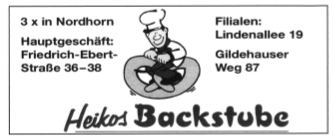 3 x in Nordhorn
Hauptgeschäft:
Friedrich-Ebert-
Straße 36–38
Filialen:
Lindenallee 19
Gildehauser
Weg 87
Heikos Backstube